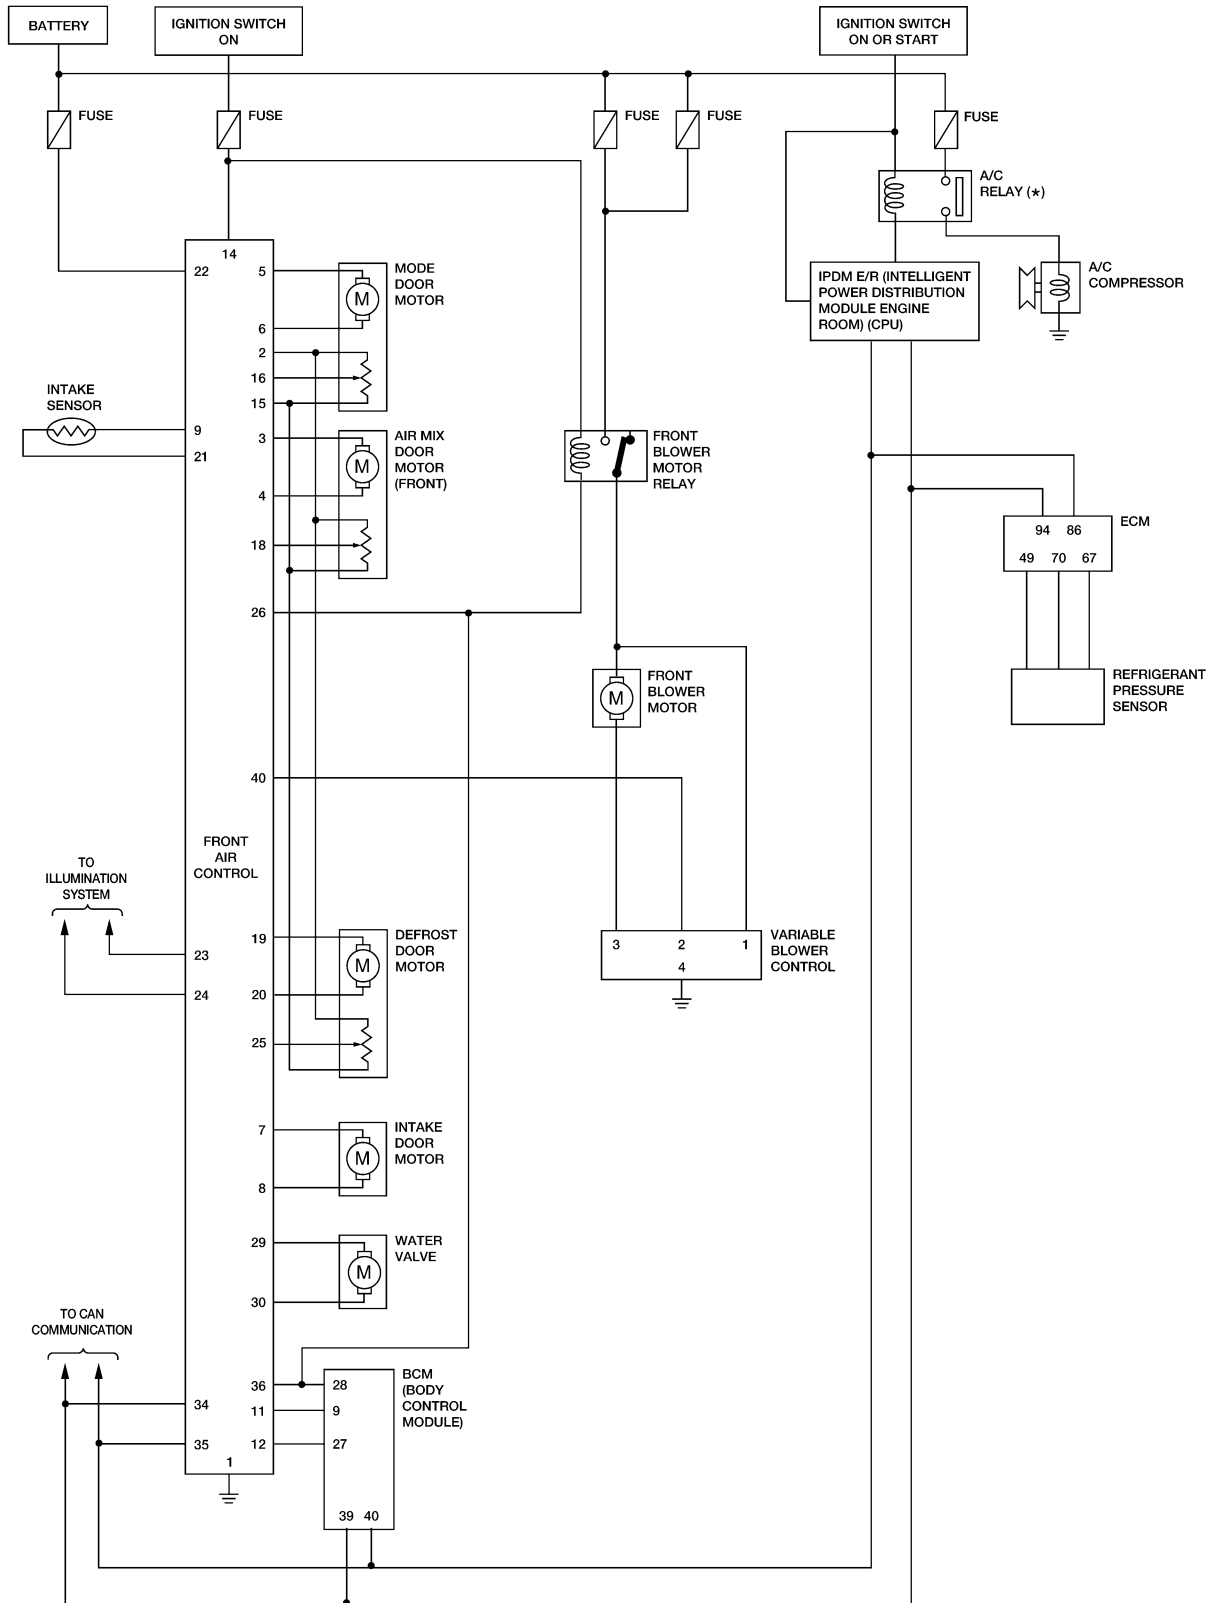 BATTERY
IGNITION SWITCH
ON
IGNITION SWITCH
ON OR START
FUSE
FUSE
FUSE
FUSE
FUSE
A/C
RELAY (★)
A/C
COMPRESSOR
IPDM E/R (INTELLIGENT
POWER DISTRIBUTION
MODULE ENGINE
ROOM) (CPU)
14
22
5
MODE
DOOR
MOTOR
M
6
2
16
15
INTAKE
SENSOR
9
21
3
AIR MIX
DOOR
MOTOR
(FRONT)
M
4
18
FRONT
BLOWER
MOTOR
RELAY
ECM
94
86
49
70
67
26
FRONT
BLOWER
MOTOR
M
REFRIGERANT
PRESSURE
SENSOR
40
FRONT
AIR
CONTROL
TO
ILLUMINATION
SYSTEM
23
24
19
DEFROST
DOOR
MOTOR
M
20
25
3
2
1
4
VARIABLE
BLOWER
CONTROL
7
INTAKE
DOOR
MOTOR
M
8
29
WATER
VALVE
M
30
TO CAN
COMMUNICATION
34
35
36
11
12
1
28
9
27
39
40
BCM
(BODY
CONTROL
MODULE)